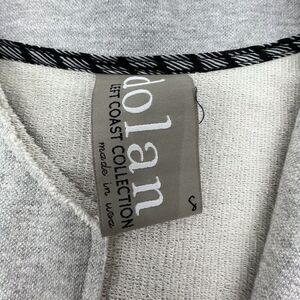 dolan
LEFT COAST COLLECTION
made in usa
S